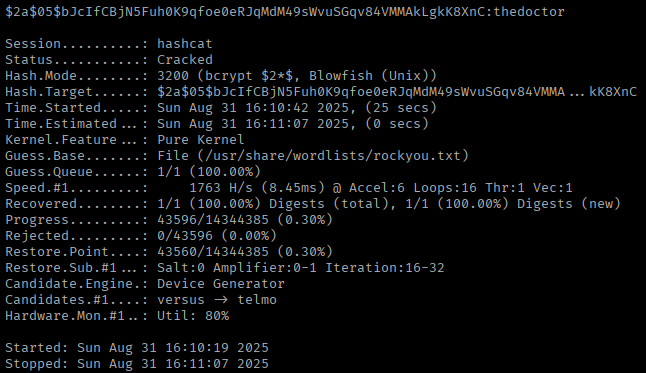 $2a$05$bJcIfCBjN5Fuh0K9qfoe0eRJqMdM49sWvuSGqv84VMMAkLgkK8XnC:thedoctor
Session..........: hashcat
Status...........: Cracked
Hash.Mode........: 3200 (bcrypt $2*$, Blowfish (Unix))
Hash.Target......: $2a$05$bJcIfCBjN5Fuh0K9qfoe0eRJqMdM49sWvuSGqv84VMMA...kK8XnC
Time.Started.....: Sun Aug 31 16:10:42 2025, (25 secs)
Time.Estimated...: Sun Aug 31 16:11:07 2025, (0 secs)
Kernel.Feature...: Pure Kernel
Guess.Base.......: File (/usr/share/wordlists/rockyou.txt)
Guess.Queue......: 1/1 (100.00%)
Speed.#1.........:     1763 H/s (8.45ms) @ Accel:6 Loops:16 Thr:1 Vec:1
Recovered........: 1/1 (100.00%) Digests (total), 1/1 (100.00%) Digests (new)
Progress.........: 43596/14344385 (0.30%)
Rejected.........: 0/43596 (0.00%)
Restore.Point....: 43560/14344385 (0.30%)
Restore.Sub.#1...: Salt:0 Amplifier:0-1 Iteration:16-32
Candidate.Engine.: Device Generator
Candidates.#1....: versus -> telmo
Hardware.Mon.#1..: Util: 80%
Started: Sun Aug 31 16:10:19 2025
Stopped: Sun Aug 31 16:11:07 2025